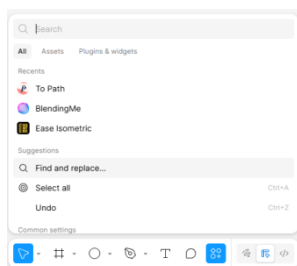 Search
All Assets Plugins & widgets
Recents
To Path
BlendingMe
Ease Isometric
Suggestions
Find and replace...
Select all Ctrl+A
Undo Ctrl+Z
Common settings
T